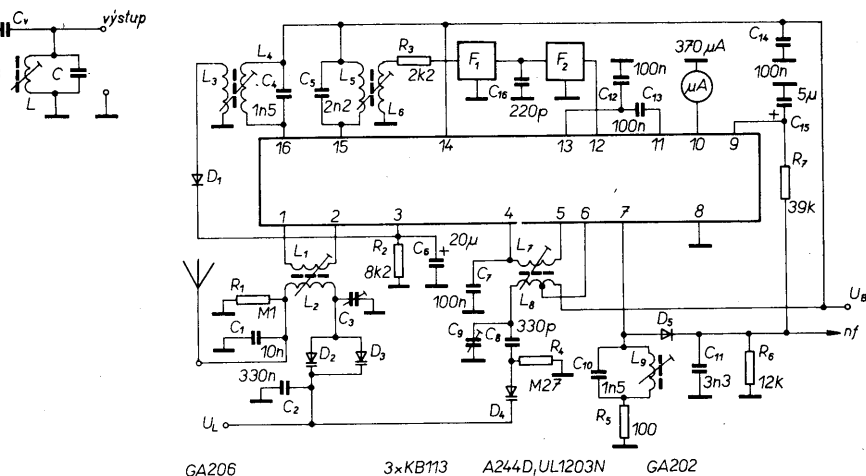 Cv
výstup
L
C
L3
L4
C4
1n5
C5
2n2
L5
L6
R3
2k2
F1
C16
220p
F2
100n
C12
C13
100n
370 µA
µA
C14
100n
5µ
+
C15
R7
39k
16
15
14
13
12
11
10
9
D1
1
2
3
4
5
6
7
8
L1
L2
R1
M1
C1
10n
C3
R2
8k2
20µ
+
C6
D2
D3
330n
C2
UL
C7
100n
L7
L8
330p
C9
C8
R4
M27
D4
D5
C10
1n5
L9
R5
100
C11
3n3
R6
12k
UB
nf
GA206
3×KB113
A244D,UL1203N
GA202